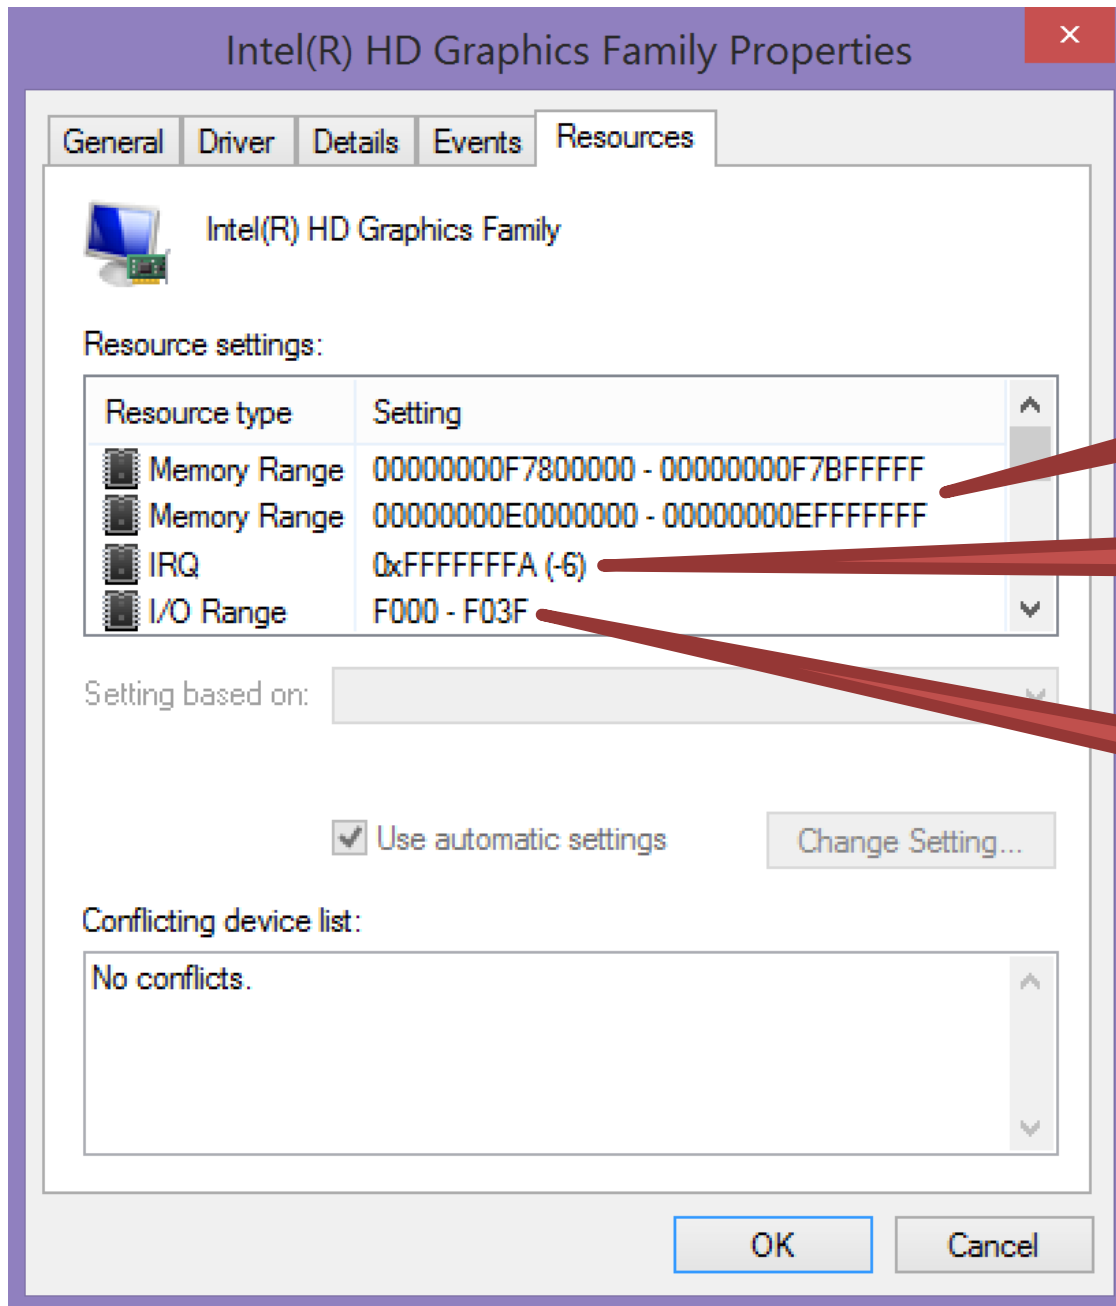 Intel(R) HD Graphics Family Properties
General Driver Details Events Resources
Intel(R) HD Graphics Family
Resource settings:
Resource type Setting
Memory Range 00000000F7800000 - 00000000F7BFFFFF
Memory Range 00000000E0000000 - 00000000EFFFFFFF
IRQ 0xFFFFFFFA (-6)
I/O Range F000 - F03F
Setting based on:
Use automatic settings Change Setting...
Conflicting device list:
No conflicts.
OK Cancel